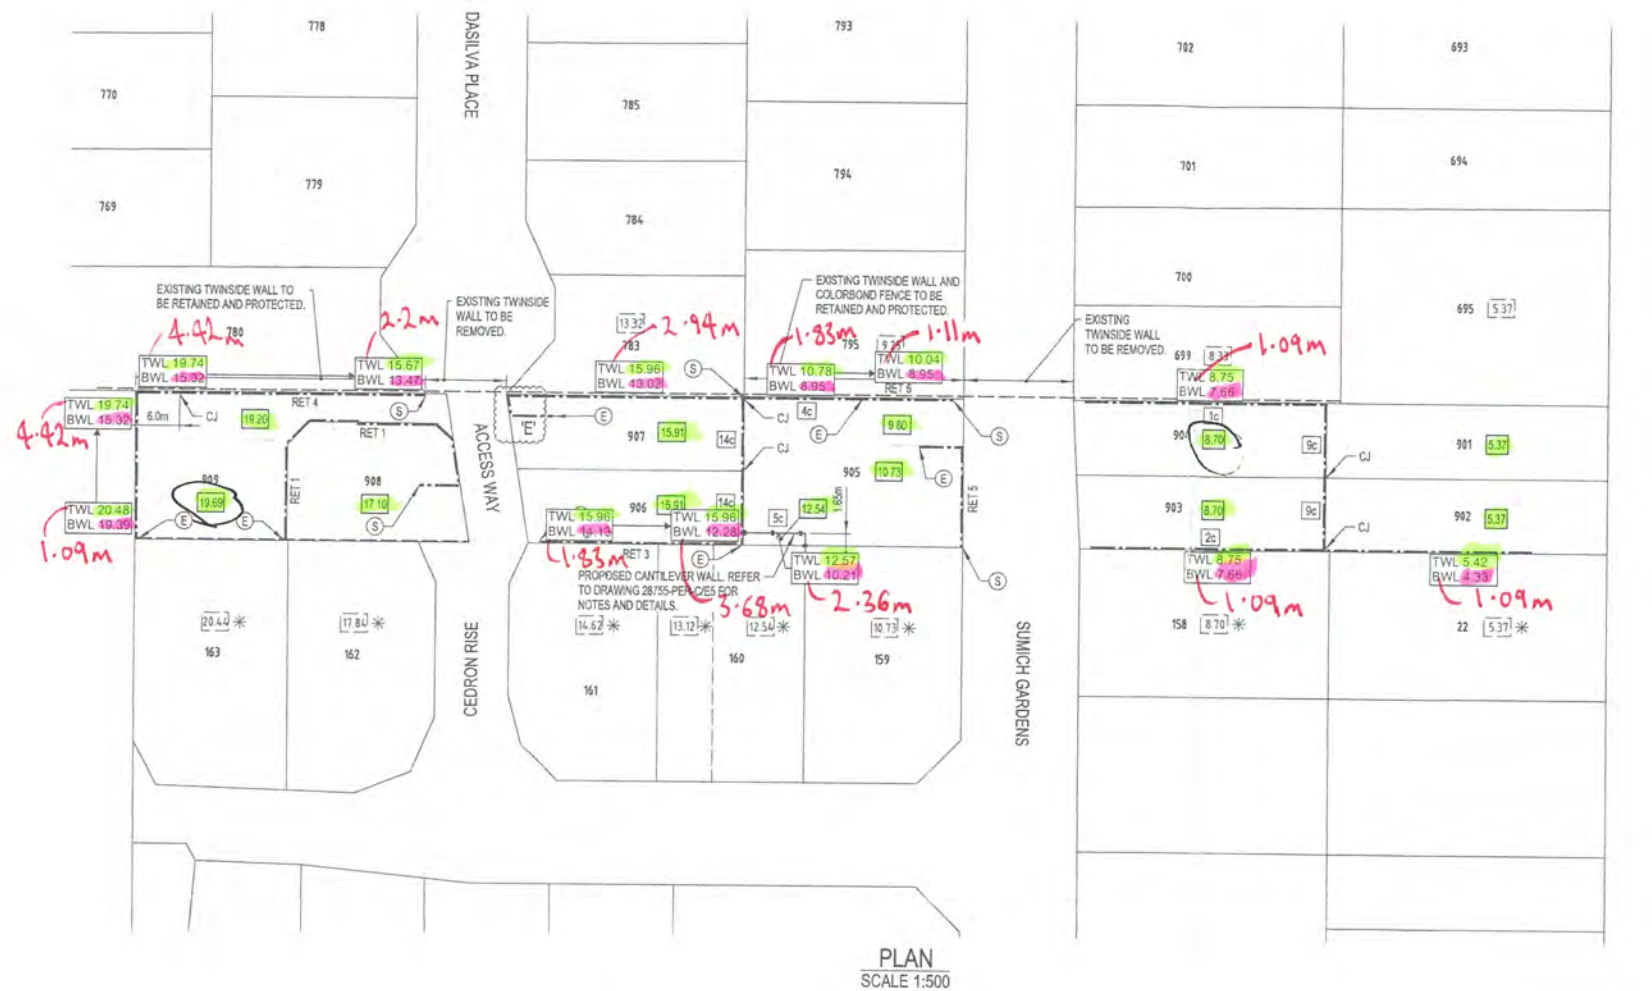 778
DASILVA PLACE
793
702
693
770
785
701
694
779
794
769
784
700
EXISTING TWINSIDE WALL TO
BE RETAINED AND PROTECTED.
780
4.42m
2.2m
EXISTING TWINSIDE
WALL TO BE
REMOVED.
13.32
783
2.94m
EXISTING TWINSIDE WALL AND
COLORBOND FENCE TO BE
RETAINED AND PROTECTED.
1.83m
795
1.11m
EXISTING
TWINSIDE WALL
TO BE REMOVED.
699
1.09m
695
5.37
TWL 19.74
BWL 15.32
TWL 15.67
BWL 13.47
TWL 15.96
BWL 13.02
S
TWL 10.78
BWL 8.95
TWL 10.04
BWL 8.95
RET 6
TWL 8.75
BWL 7.66
TWL 19.74
BWL 15.32
4.42m
6.0m
CJ
19.20
RET 4
S
RET 1
ACCESS WAY
'E'
E
907
15.91
14c
CJ
4c
E
9.80
S
CJ
1c
8.70
9c
CJ
901
5.37
909
19.69
RET 1
908
17.19
S
905
10.73
E
RET 5
TWL 20.48
BWL 19.39
1.09m
E
E
906
15.91
14c
5c
12.54
1.65m
903
8.70
9c
2c
902
5.37
CJ
TWL 15.96
BWL 14.13
1.83m
TWL 15.96
BWL 12.28
3.68m
RET 3
E
TWL 12.57
BWL 10.21
2.36m
S
TWL 8.75
BWL 7.66
1.09m
TWL 5.42
BWL 4.33
1.09m
PROPOSED CANTILEVER WALL. REFER
TO DRAWING 28755-PER-C/E5 FOR
NOTES AND DETAILS.
20.44 *
163
17.84 *
162
CEDRON RISE
14.62 *
161
13.12 *
12.54 *
160
10.73 *
159
SUMICH GARDENS
158 8.70 *
22 5.37 *
PLAN
SCALE 1:500